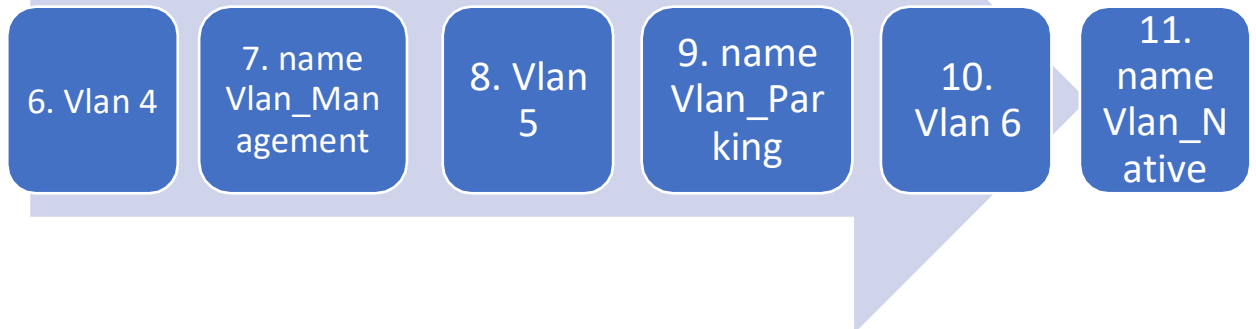 6. Vlan 4
7. name
Vlan_Man
agement
8. Vlan
5
9. name
Vlan_Par
king
10.
Vlan 6
11.
name
Vlan_N
ative